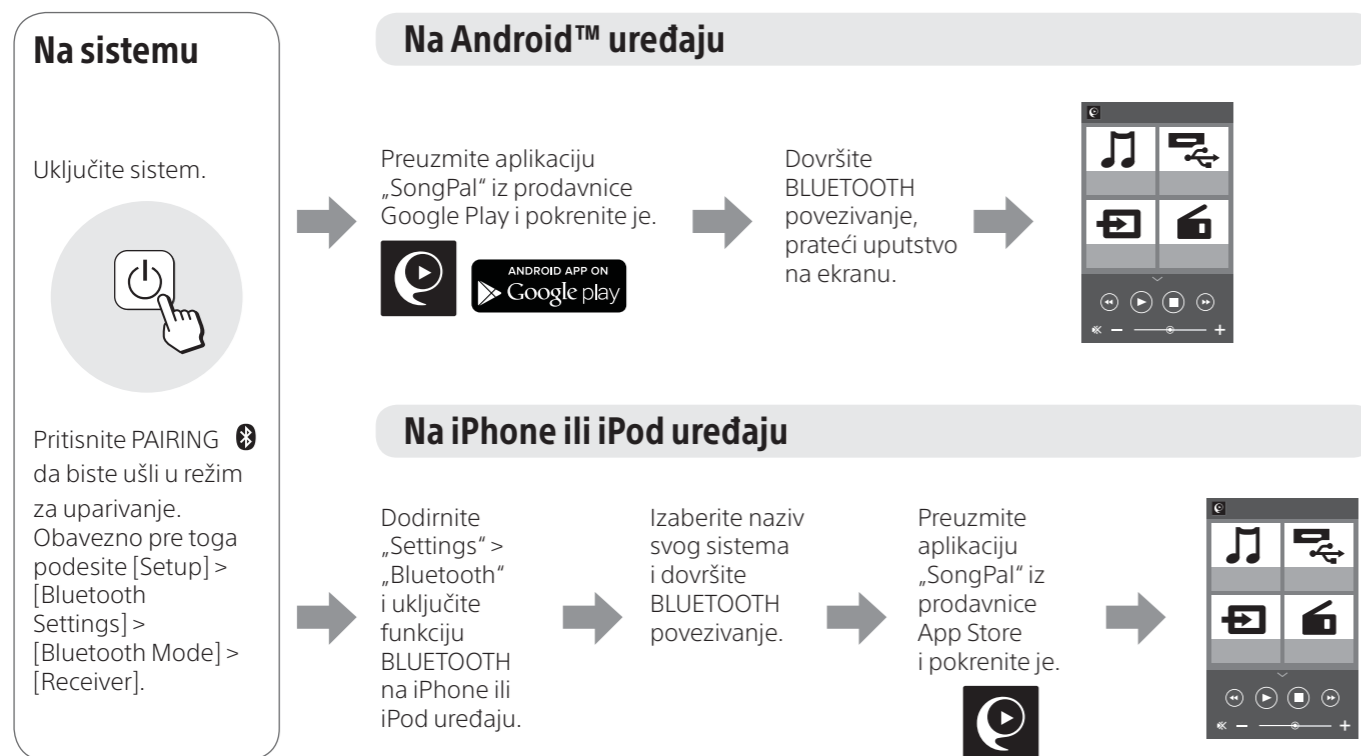 Na sistemu
Uključite sistem.
Pritisnite PAIRING
da biste ušli u režim
za uparivanje.
Obavezno pre toga
podesite [Setup] >
[Bluetooth
Settings] >
[Bluetooth Mode] >
[Receiver].
Na Android™ uređaju
Preuzmite aplikaciju
„SongPal“ iz prodavnice
Google Play i pokrenite je.
ANDROID APP ON
Google play
Dovršite
BLUETOOTH
povezivanje,
prateći uputstvo
na ekranu.
Na iPhone ili iPod uređaju
Dodirnite
„Settings“ >
„Bluetooth“
i uključite
funkciju
BLUETOOTH
na iPhone ili
iPod uređaju.
Izaberite naziv
svog sistema
i dovršite
BLUETOOTH
povezivanje.
Preuzmite
aplikaciju
„SongPal“ iz
prodavnice
App Store
i pokrenite je.